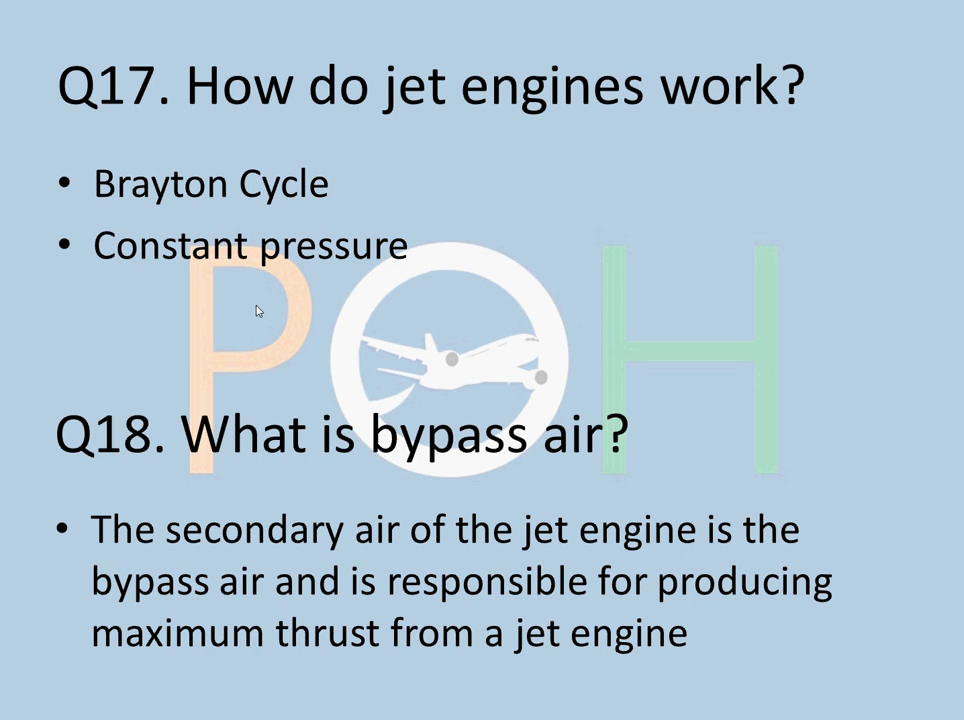 Q17. How do jet engines work?
• Brayton Cycle
• Constant pressure
POH
Q18. What is bypass air?
• The secondary air of the jet engine is the
bypass air and is responsible for producing
maximum thrust from a jet engine